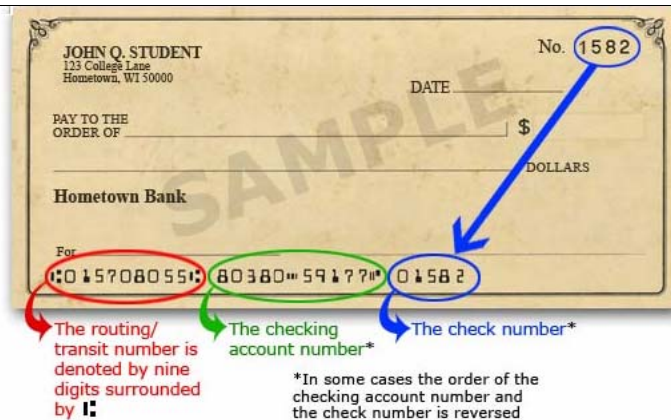 JOHN Q. STUDENT
123 College Lane
Hometown, WI 50000
No. 1582
DATE
PAY TO THE
ORDER OF
$
SAMPLE
DOLLARS
Hometown Bank
For
⑆015708055⑆ 80380⑈59177⑈ 01582
The routing/
transit number is
denoted by nine
digits surrounded
by ⑆
The checking
account number*
The check number*
*In some cases the order of the
checking account number and
the check number is reversed